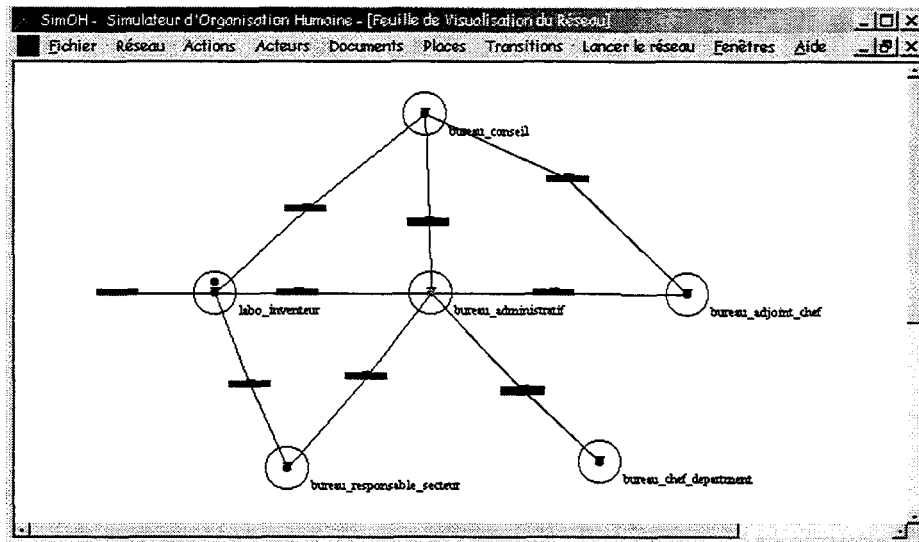 SimOH - Simulateur d'Organisation Humaine - [Feuille de Visualisation du Réseau]
Fichier Réseau Actions Acteurs Documents Places Transitions Lancer le réseau Fenêtres Aide
bureau_conseil
labo_inventeur
bureau_administratif
bureau_adjoint_chef
bureau_responsable_secteur
bureau_chef_department